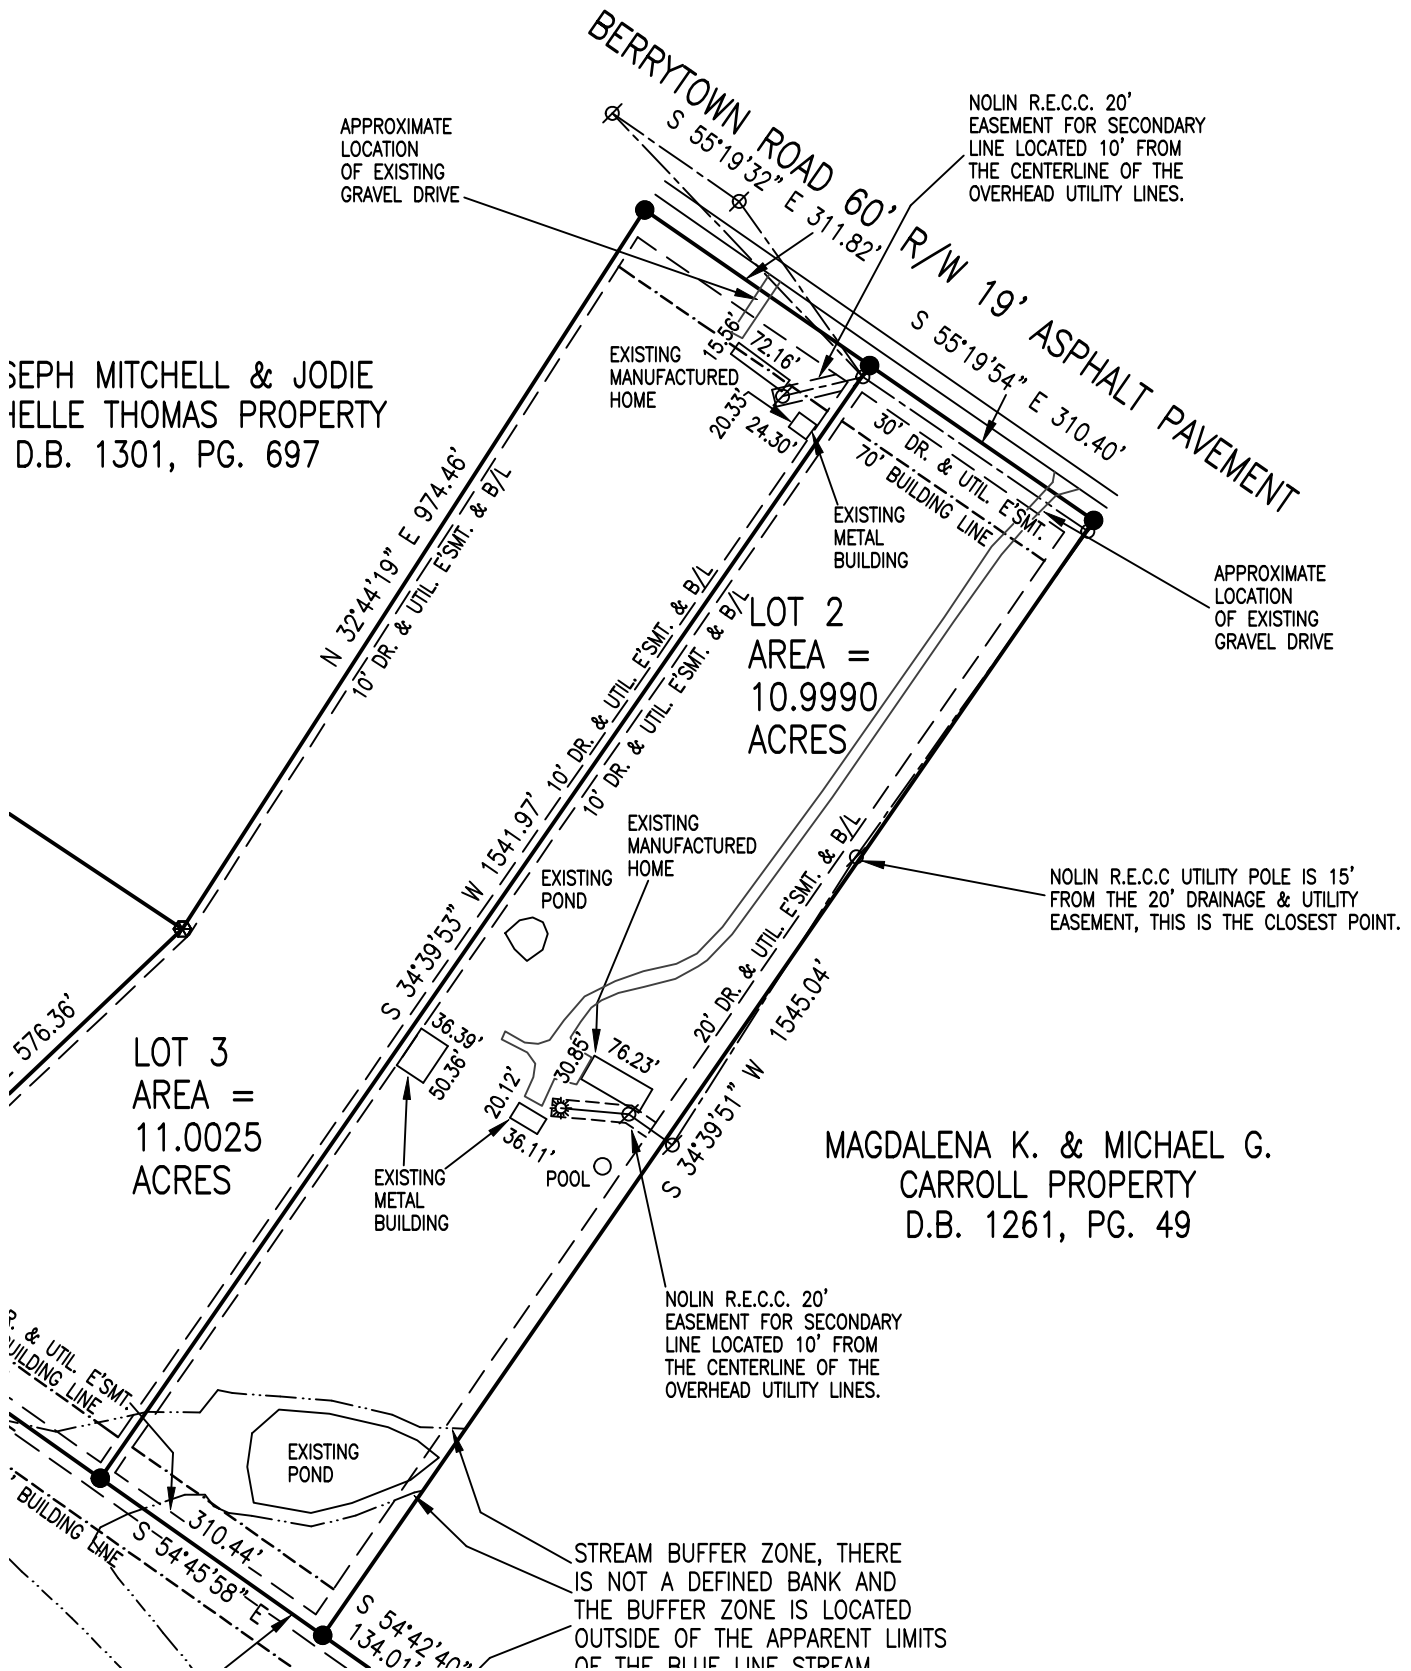 BERRYTOWN ROAD 60' R/W 19' ASPHALT PAVEMENT
S 55°19'32" E 311.82'
S 55°19'54" E 310.40'
APPROXIMATE
LOCATION
OF EXISTING
GRAVEL DRIVE
NOLIN R.E.C.C. 20'
EASEMENT FOR SECONDARY
LINE LOCATED 10' FROM
THE CENTERLINE OF THE
OVERHEAD UTILITY LINES.
SEPH MITCHELL & JODIE
HELLE THOMAS PROPERTY
D.B. 1301, PG. 697
EXISTING
MANUFACTURED
HOME
15.56'
72.16'
20.33'
24.30'
30' DR. & UTIL. E'SMT.
70' BUILDING LINE
EXISTING
METAL
BUILDING
APPROXIMATE
LOCATION
OF EXISTING
GRAVEL DRIVE
N 32°44'19" E 974.46'
10' DR. & UTIL. E'SMT. & B/L
LOT 2
AREA =
10.9990
ACRES
S 34°39'53" W 1541.97'
10' DR. & UTIL. E'SMT. & B/L
10' DR. & UTIL. E'SMT. & B/L
EXISTING
MANUFACTURED
HOME
EXISTING
POND
NOLIN R.E.C.C UTILITY POLE IS 15'
FROM THE 20' DRAINAGE & UTILITY
EASEMENT, THIS IS THE CLOSEST POINT.
20' DR. & UTIL. E'SMT. & B/L
S 34°39'51" W 1545.04'
576.36'
LOT 3
AREA =
11.0025
ACRES
36.39'
50.36'
30.85'
76.23'
20.12'
36.11'
POOL
EXISTING
METAL
BUILDING
MAGDALENA K. & MICHAEL G.
CARROLL PROPERTY
D.B. 1261, PG. 49
NOLIN R.E.C.C. 20'
EASEMENT FOR SECONDARY
LINE LOCATED 10' FROM
THE CENTERLINE OF THE
OVERHEAD UTILITY LINES.
R. & UTIL. E'SMT.
UILDING LINE
EXISTING
POND
' BUILDING LINE
310.44'
S 54°45'58" E
S 54°42'40"
134.01'
STREAM BUFFER ZONE, THERE
IS NOT A DEFINED BANK AND
THE BUFFER ZONE IS LOCATED
OUTSIDE OF THE APPARENT LIMITS
OF THE BLUE LINE STREAM